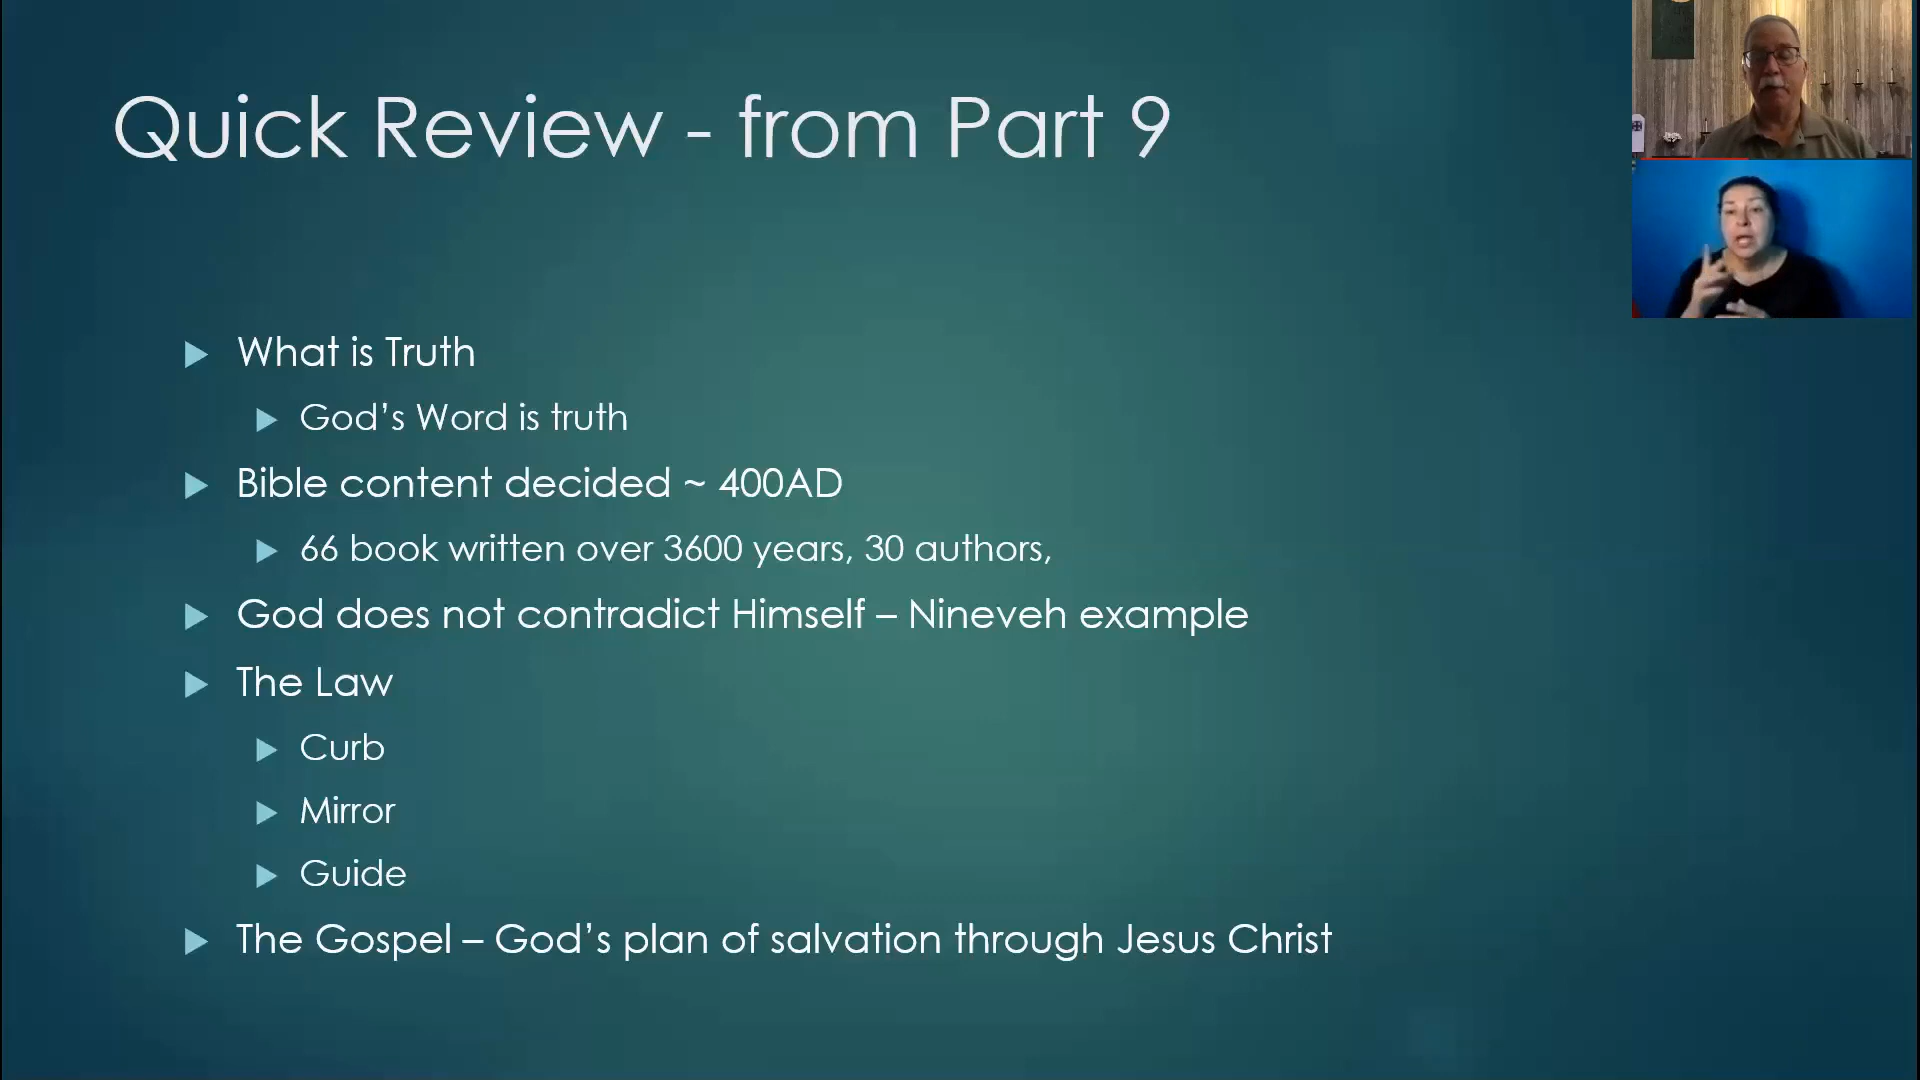 Quick Review - from Part 9
What is Truth
God's Word is truth
Bible content decided ~ 400AD
66 book written over 3600 years, 30 authors,
God does not contradict Himself – Nineveh example
The Law
Curb
Mirror
Guide
The Gospel – God's plan of salvation through Jesus Christ